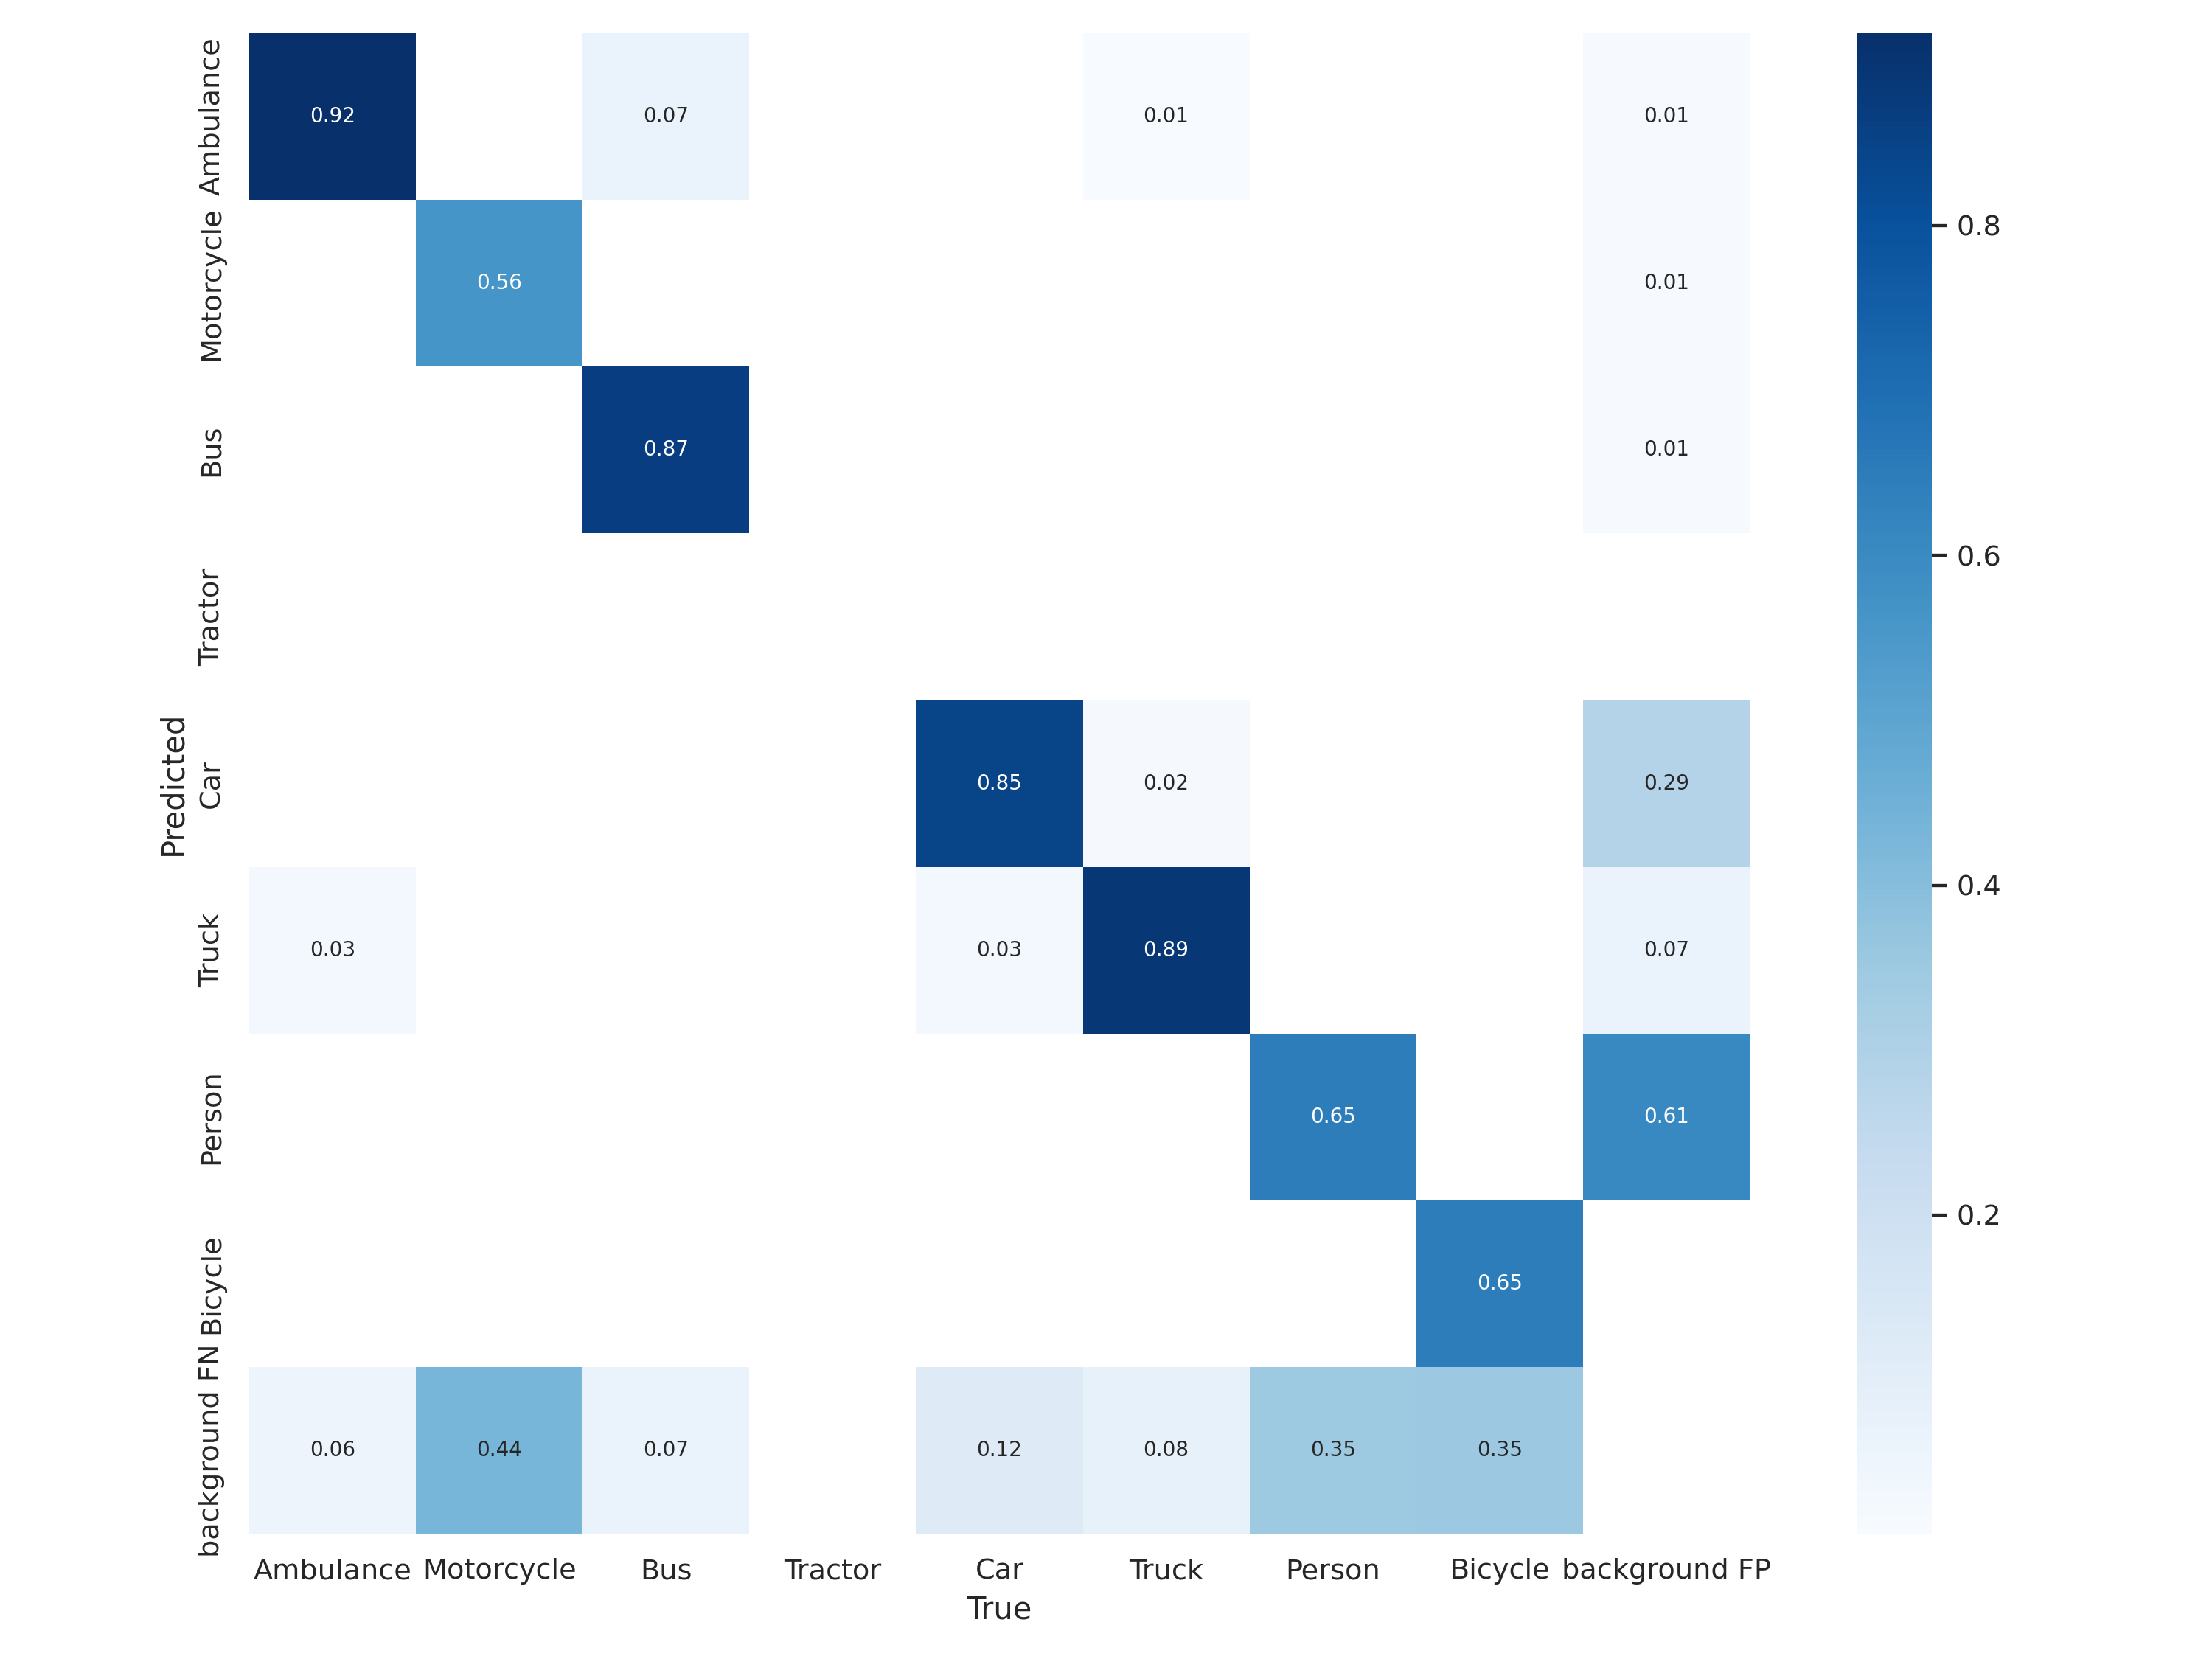 Predicted
Ambulance 0.92 0.07 0.01 0.01
Motorcycle 0.56 0.01
Bus 0.87 0.01
Tractor
Car 0.85 0.02 0.29
Truck 0.03 0.03 0.89 0.07
Person 0.65 0.61
Bicycle 0.65
background FN 0.06 0.44 0.07 0.12 0.08 0.35 0.35
Ambulance Motorcycle Bus Tractor Car Truck Person Bicycle background FP
True
0.8
0.6
0.4
0.2